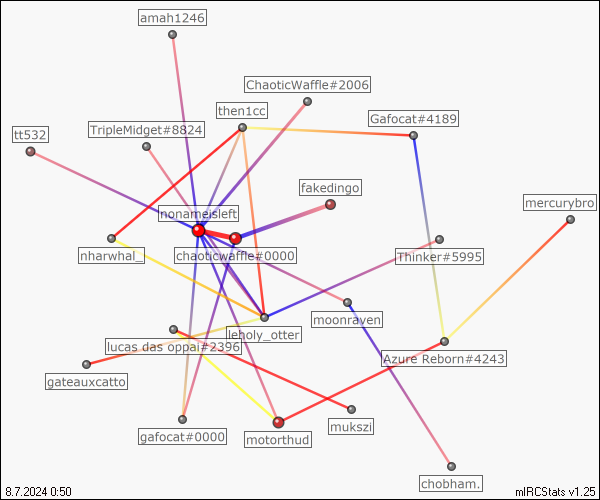 amah1246
ChaoticWaffle#2006
then1cc
Gafocat#4189
TripleMidget#8824
tt532
fakedingo
mercurybro
nonameisleft
nharwhal_
chaoticwaffle#0000
Thinker#5995
moonraven
leholy_otter
lucas das oppai#2396
Azure Reborn#4243
gateauxcatto
gafocat#0000
motorthud
mukszi
chobham.
8.7.2024 0:50
mIRCStats v1.25